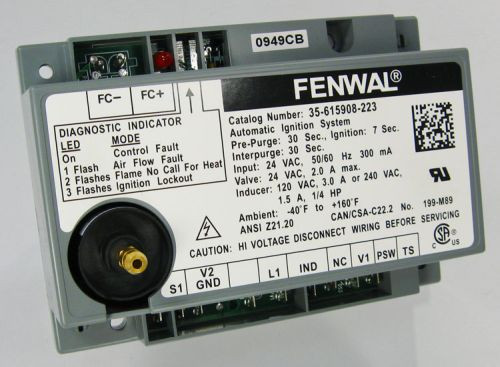 0949CB
FENWAL®
FC- FC+
Catalog Number: 35-615908-223
Automatic Ignition System
Pre-Purge: 30 Sec., Ignition: 7 Sec.
Interpurge: 30 Sec.
Input: 24 VAC, 50/60 Hz 300 mA
Valve: 24 VAC, 2.0 A max.
Inducer: 120 VAC, 3.0 A or 240 VAC,
1.5 A, 1/4 HP
Ambient: -40°F to +160°F
ANSI Z21.20 CAN/CSA-C22.2 No. 199-M89
CAUTION: HI VOLTAGE DISCONNECT WIRING BEFORE SERVICING
DIAGNOSTIC INDICATOR
LED MODE
On Control Fault
1 Flash Air Flow Fault
2 Flashes Flame No Call For Heat
3 Flashes Ignition Lockout
C US
S1 V2 GND L1 IND NC V1 PSW TS